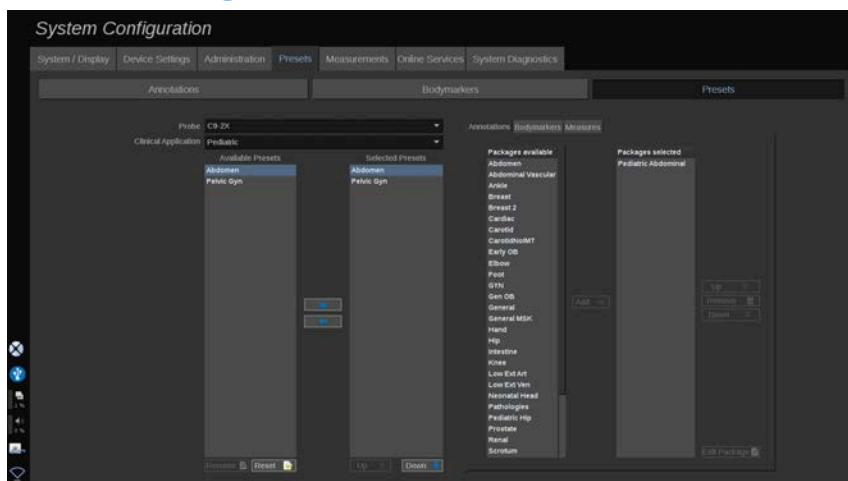 System Configuration
System / Display Device Settings Administration Presets Measurements Online Services System Diagnostics
Annotations Bodymarkers Presets
Probe C9-2X
Clinical Application Pediatric
Available Presets
Abdomen
Pelvic Gyn
Selected Presets
Abdomen
Pelvic Gyn
Reset
Up
Down
Annotations Bodymarkers Measures
Packages available
Abdomen
Abdominal Vascular
Ankle
Breast
Breast 2
Cardiac
Carotid
CarotidNoIMT
Early OB
Elbow
Foot
GYN
Gen OB
General
General MSK
Hand
Hip
Intestine
Knee
Low Ext Art
Low Ext Ven
Neonatal Head
Pathologies
Pediatric Hip
Prostate
Renal
Scrotum
Add
Packages selected
Pediatric Abdominal
Up
Remove
Down
Edit Package